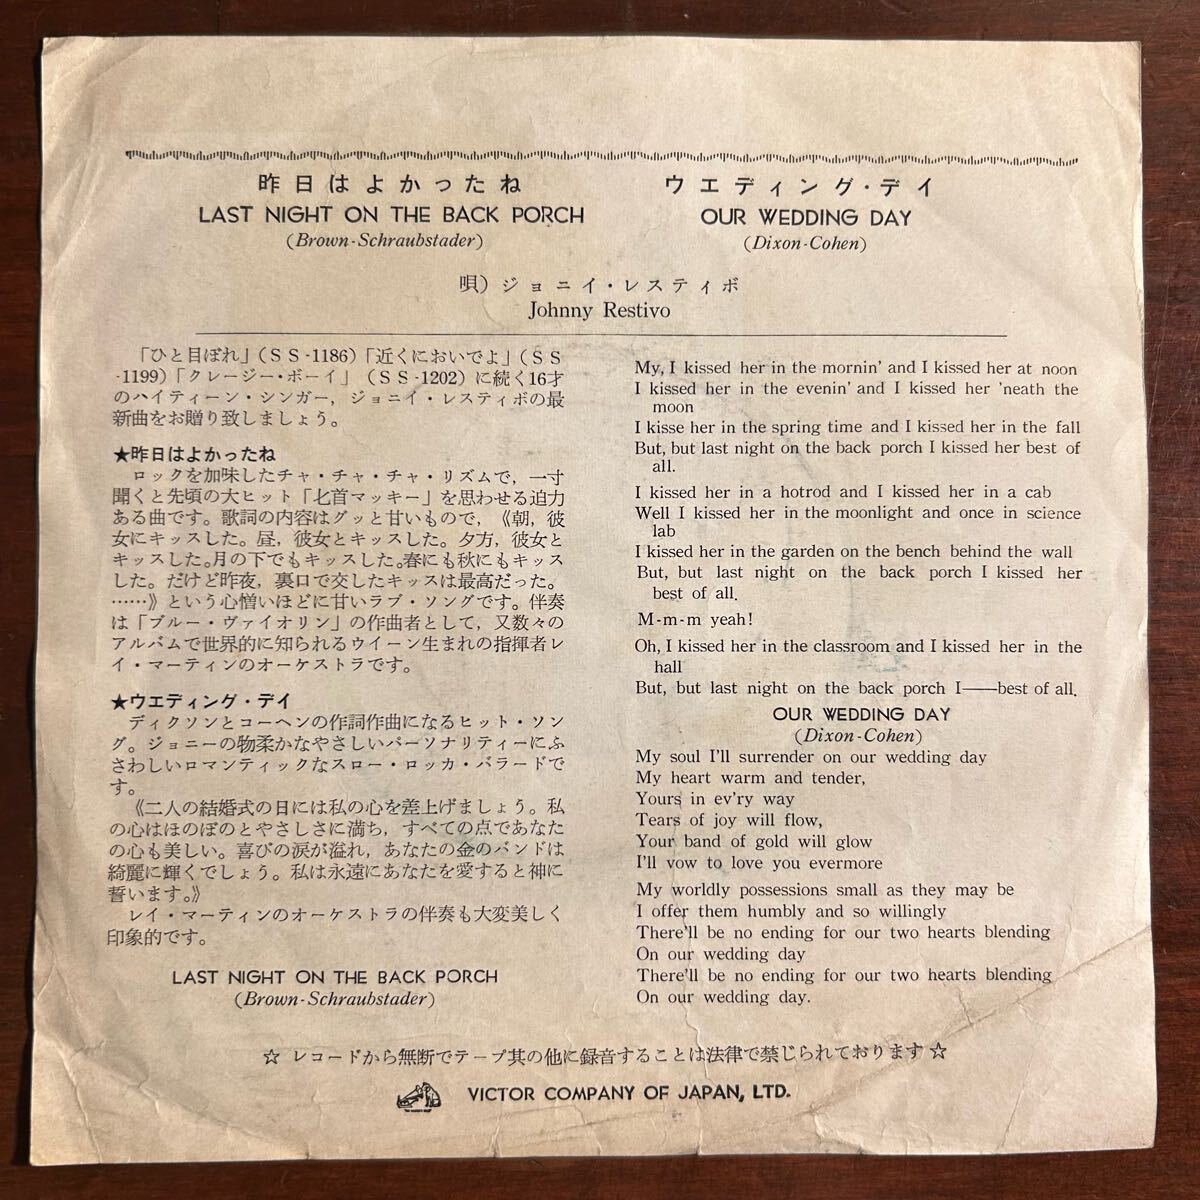 昨日はよかったね
LAST NIGHT ON THE BACK PORCH
(Brown-Schraubstader)
ウエディング・デイ
OUR WEDDING DAY
(Dixon-Cohen)
唄) ジョニイ・レスティボ
Johnny Restivo
「ひと目ぼれ」(SS-1186)「近くにおいでよ」(SS
-1199)「クレージー・ボーイ」(SS-1202)に続く16才
のハイティーン・シンガー，ジョニイ・レスティボの最
新曲をお贈り致しましょう。
★昨日はよかったね
ロックを加味したチャ・チャ・チャ・リズムで，一寸
聞くと先頃の大ヒット「匕首マッキー」を思わせる迫力
ある曲です。歌詞の内容はグッと甘いもので，《朝，彼
女にキッスした。昼，彼女とキッスした。夕方，彼女と
キッスした。月の下でもキッスした。春にも秋にもキッス
した。だけど昨夜，裏口で交したキッスは最高だった。
……》という心憎いほどに甘いラブ・ソングです。伴奏
は「ブルー・ヴァイオリン」の作曲者として，又数々の
アルバムで世界的に知られるウイーン生まれの指揮者レ
イ・マーティンのオーケストラです。
★ウエディング・デイ
ディクソンとコーヘンの作詞作曲になるヒット・ソン
グ。ジョニーの物柔かなやさしいパーソナリティーにふ
さわしいロマンティックなスロー・ロッカ・バラードで
す。
《二人の結婚式の日には私の心を差上げましょう。私
の心はほのぼのとやさしさに満ち，すべての点であなた
の心も美しい。喜びの涙が溢れ，あなたの金のバンドは
綺麗に輝くでしょう。私は永遠にあなたを愛すると神に
誓います。》
レイ・マーティンのオーケストラの伴奏も大変美しく
印象的です。
LAST NIGHT ON THE BACK PORCH
(Brown-Schraubstader)
My, I kissed her in the mornin' and I kissed her at noon
I kissed her in the evenin' and I kissed her 'neath the
moon
I kisse her in the spring time and I kissed her in the fall
But, but last night on the back porch I kissed her best of
all.
I kissed her in a hotrod and I kissed her in a cab
Well I kissed her in the moonlight and once in science
lab
I kissed her in the garden on the bench behind the wall
But, but last night on the back porch I kissed her
best of all.
M-m-m yeah!
Oh, I kissed her in the classroom and I kissed her in the
hall
But, but last night on the back porch I——best of all.
OUR WEDDING DAY
(Dixon-Cohen)
My soul I'll surrender on our wedding day
My heart warm and tender,
Yours in ev'ry way
Tears of joy will flow,
Your band of gold will glow
I'll vow to love you evermore
My worldly possessions small as they may be
I offer them humbly and so willingly
There'll be no ending for our two hearts blending
On our wedding day
There'll be no ending for our two hearts blending
On our wedding day.
☆ レコードから無断でテープ其の他に録音することは法律で禁じられております ☆
VICTOR COMPANY OF JAPAN, LTD.